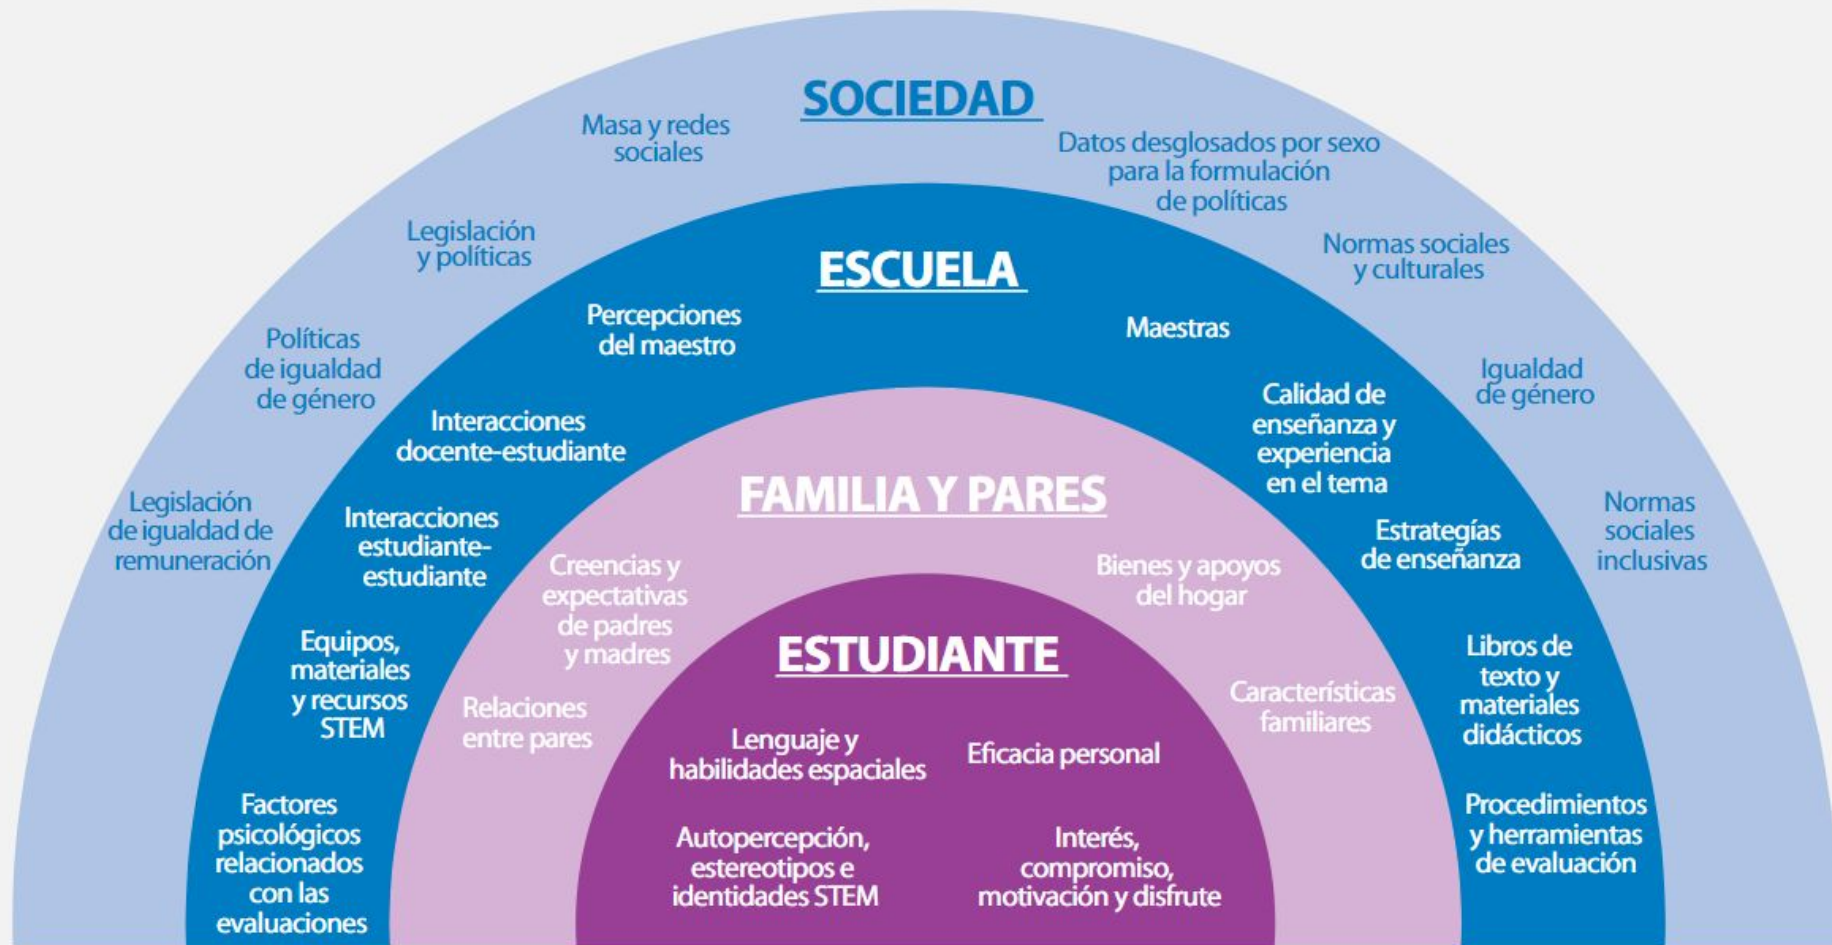 SOCIEDAD
Masa y redes
sociales
Datos desglosados por sexo
para la formulación
de políticas
Legislación
y políticas
Normas sociales
y culturales
Políticas
de igualdad
de género
Igualdad
de género
Legislación
de igualdad de
remuneración
Normas
sociales
inclusivas
ESCUELA
Percepciones
del maestro
Maestras
Interacciones
docente-estudiante
Calidad de
enseñanza y
experiencia
en el tema
Interacciones
estudiante-
estudiante
Estrategías
de enseñanza
Equipos,
materiales
y recursos
STEM
Libros de
texto y
materiales
didácticos
Factores
psicológicos
relacionados
con las
evaluaciones
Procedimientos
y herramientas
de evaluación
FAMILIA Y PARES
Creencias y
expectativas
de padres
y madres
Bienes y apoyos
del hogar
Relaciones
entre pares
Características
familiares
ESTUDIANTE
Lenguaje y
habilidades espaciales
Eficacia personal
Autopercepción,
estereotipos e
identidades STEM
Interés,
compromiso,
motivación y disfrute